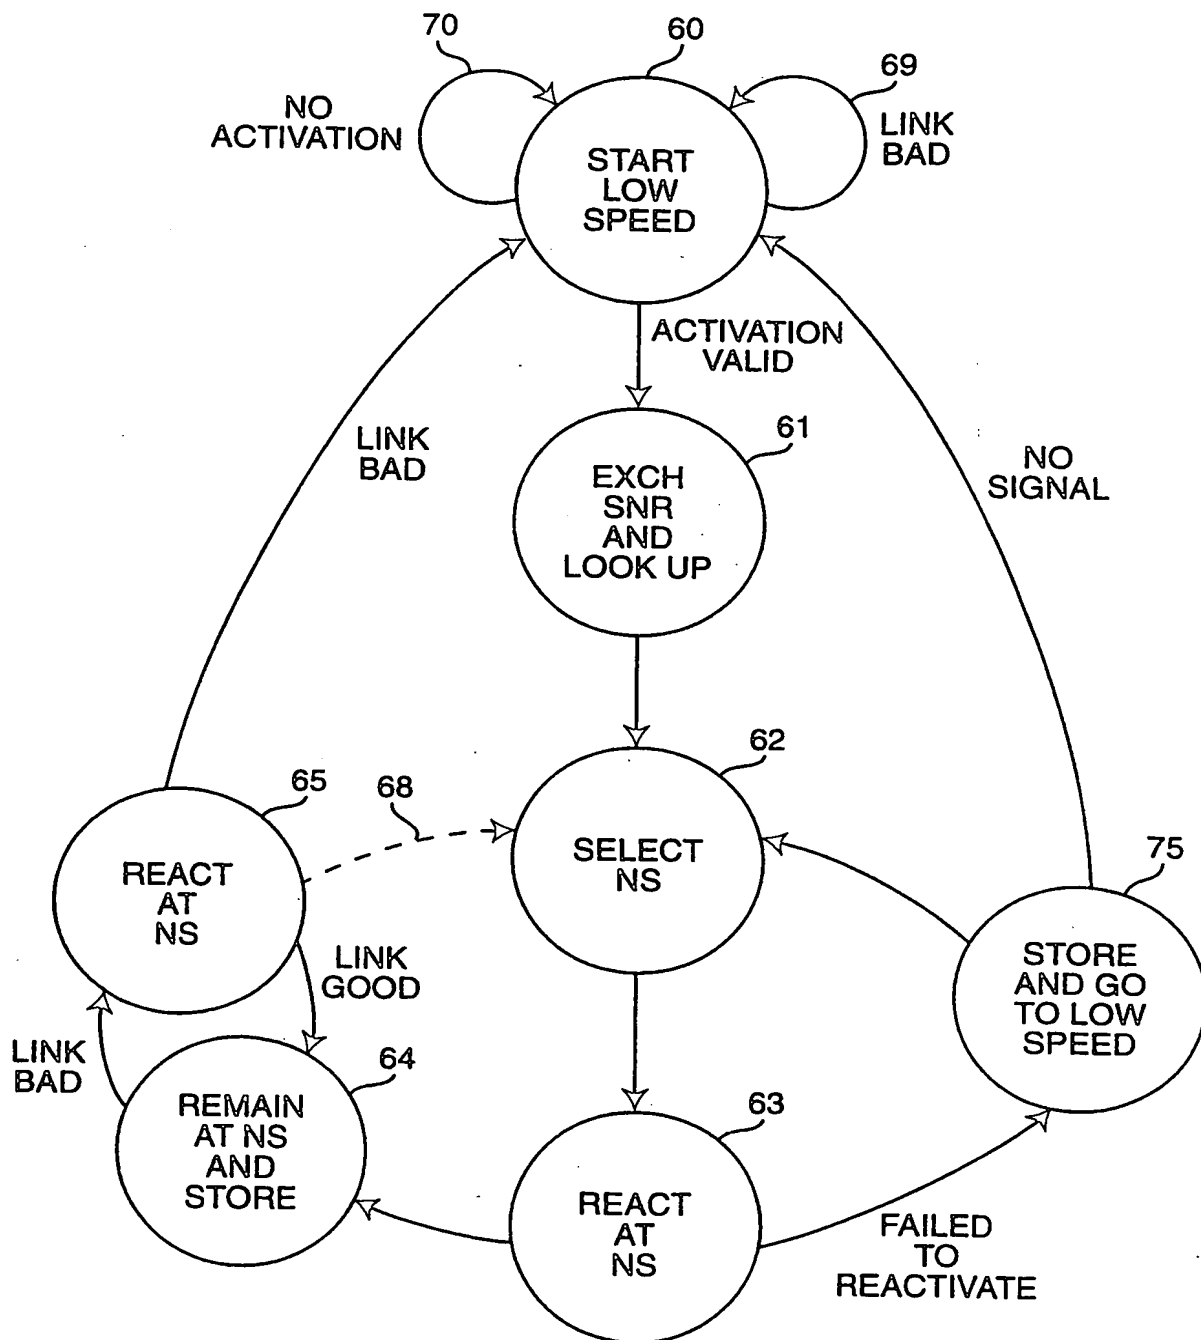 70
60
69
NO
ACTIVATION
LINK
BAD
START
LOW
SPEED
ACTIVATION
VALID
61
LINK
BAD
EXCH
SNR
AND
LOOK UP
NO
SIGNAL
62
65
68
75
REACT
AT
NS
SELECT
NS
LINK
GOOD
STORE
AND GO
TO LOW
SPEED
LINK
BAD
64
63
REMAIN
AT NS
AND
STORE
REACT
AT
NS
FAILED
TO
REACTIVATE